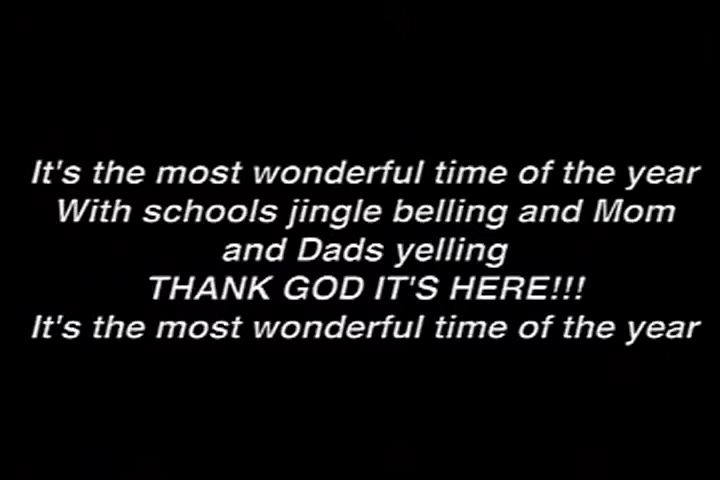 It's the most wonderful time of the year
With schools jingle belling and Mom
and Dads yelling
THANK GOD IT'S HERE!!!
It's the most wonderful time of the year